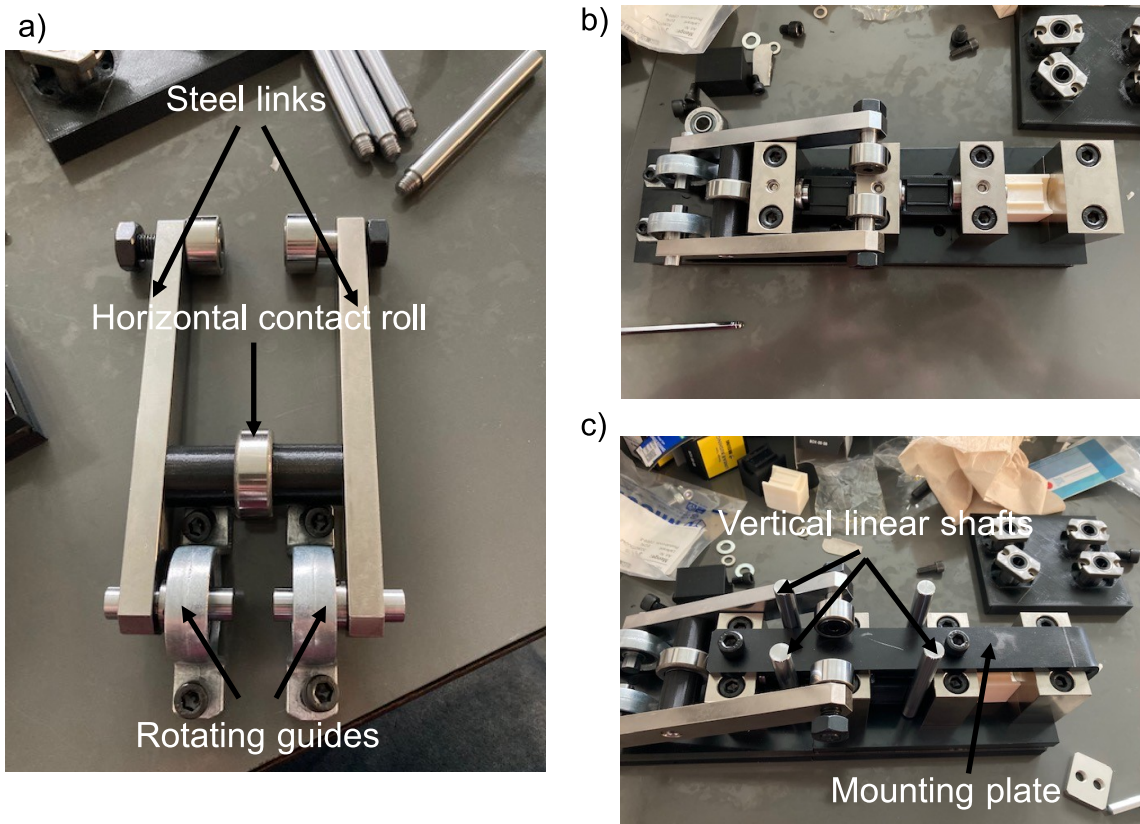 a)
Steel links
Horizontal contact roll
Rotating guides
b)
c)
Vertical linear shafts
Mounting plate